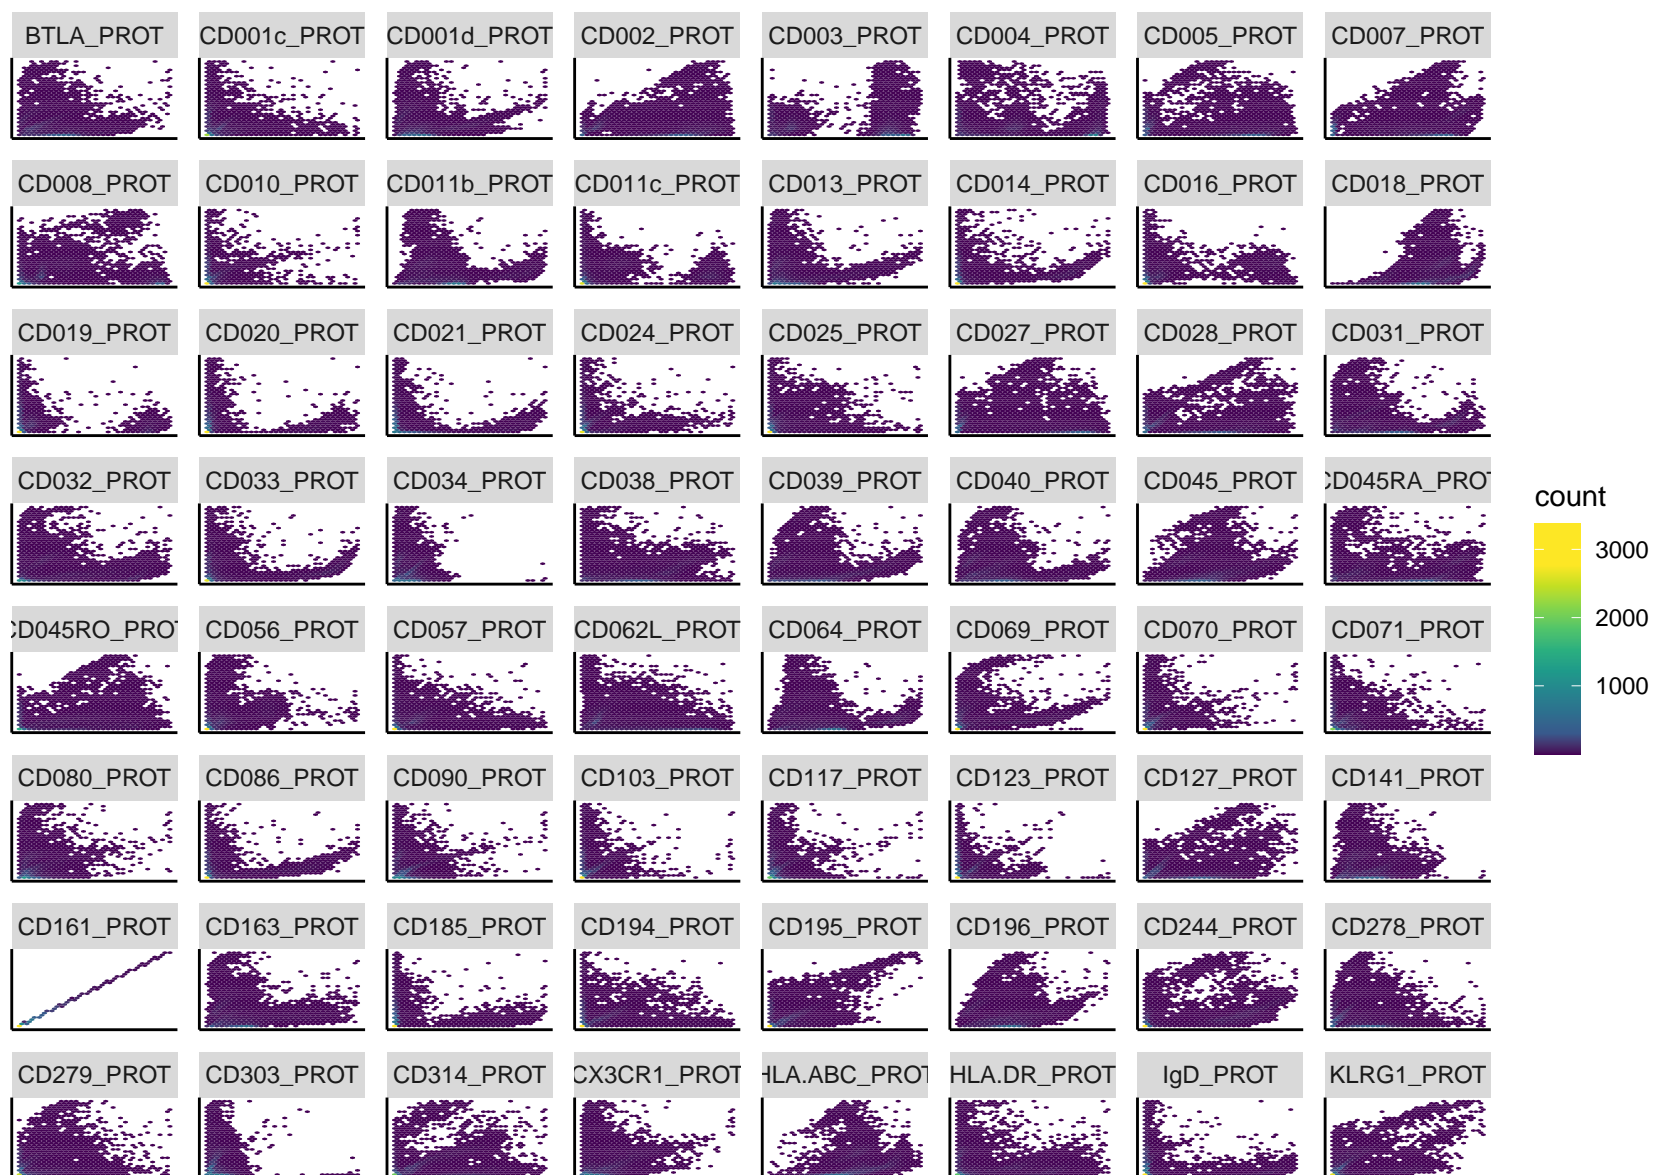 BTLA_PROT CD001c_PROT CD001d_PROT CD002_PROT CD003_PROT CD004_PROT CD005_PROT CD007_PROT
CD008_PROT CD010_PROT CD011b_PROT CD011c_PROT CD013_PROT CD014_PROT CD016_PROT CD018_PROT
CD019_PROT CD020_PROT CD021_PROT CD024_PROT CD025_PROT CD027_PROT CD028_PROT CD031_PROT
CD032_PROT CD033_PROT CD034_PROT CD038_PROT CD039_PROT CD040_PROT CD045_PROT CD045RA_PROT
count
3000
2000
1000
CD045RO_PROT CD056_PROT CD057_PROT CD062L_PROT CD064_PROT CD069_PROT CD070_PROT CD071_PROT
CD080_PROT CD086_PROT CD090_PROT CD103_PROT CD117_PROT CD123_PROT CD127_PROT CD141_PROT
CD161_PROT CD163_PROT CD185_PROT CD194_PROT CD195_PROT CD196_PROT CD244_PROT CD278_PROT
CD279_PROT CD303_PROT CD314_PROT CX3CR1_PROT HLA.ABC_PROT HLA.DR_PROT IgD_PROT KLRG1_PROT